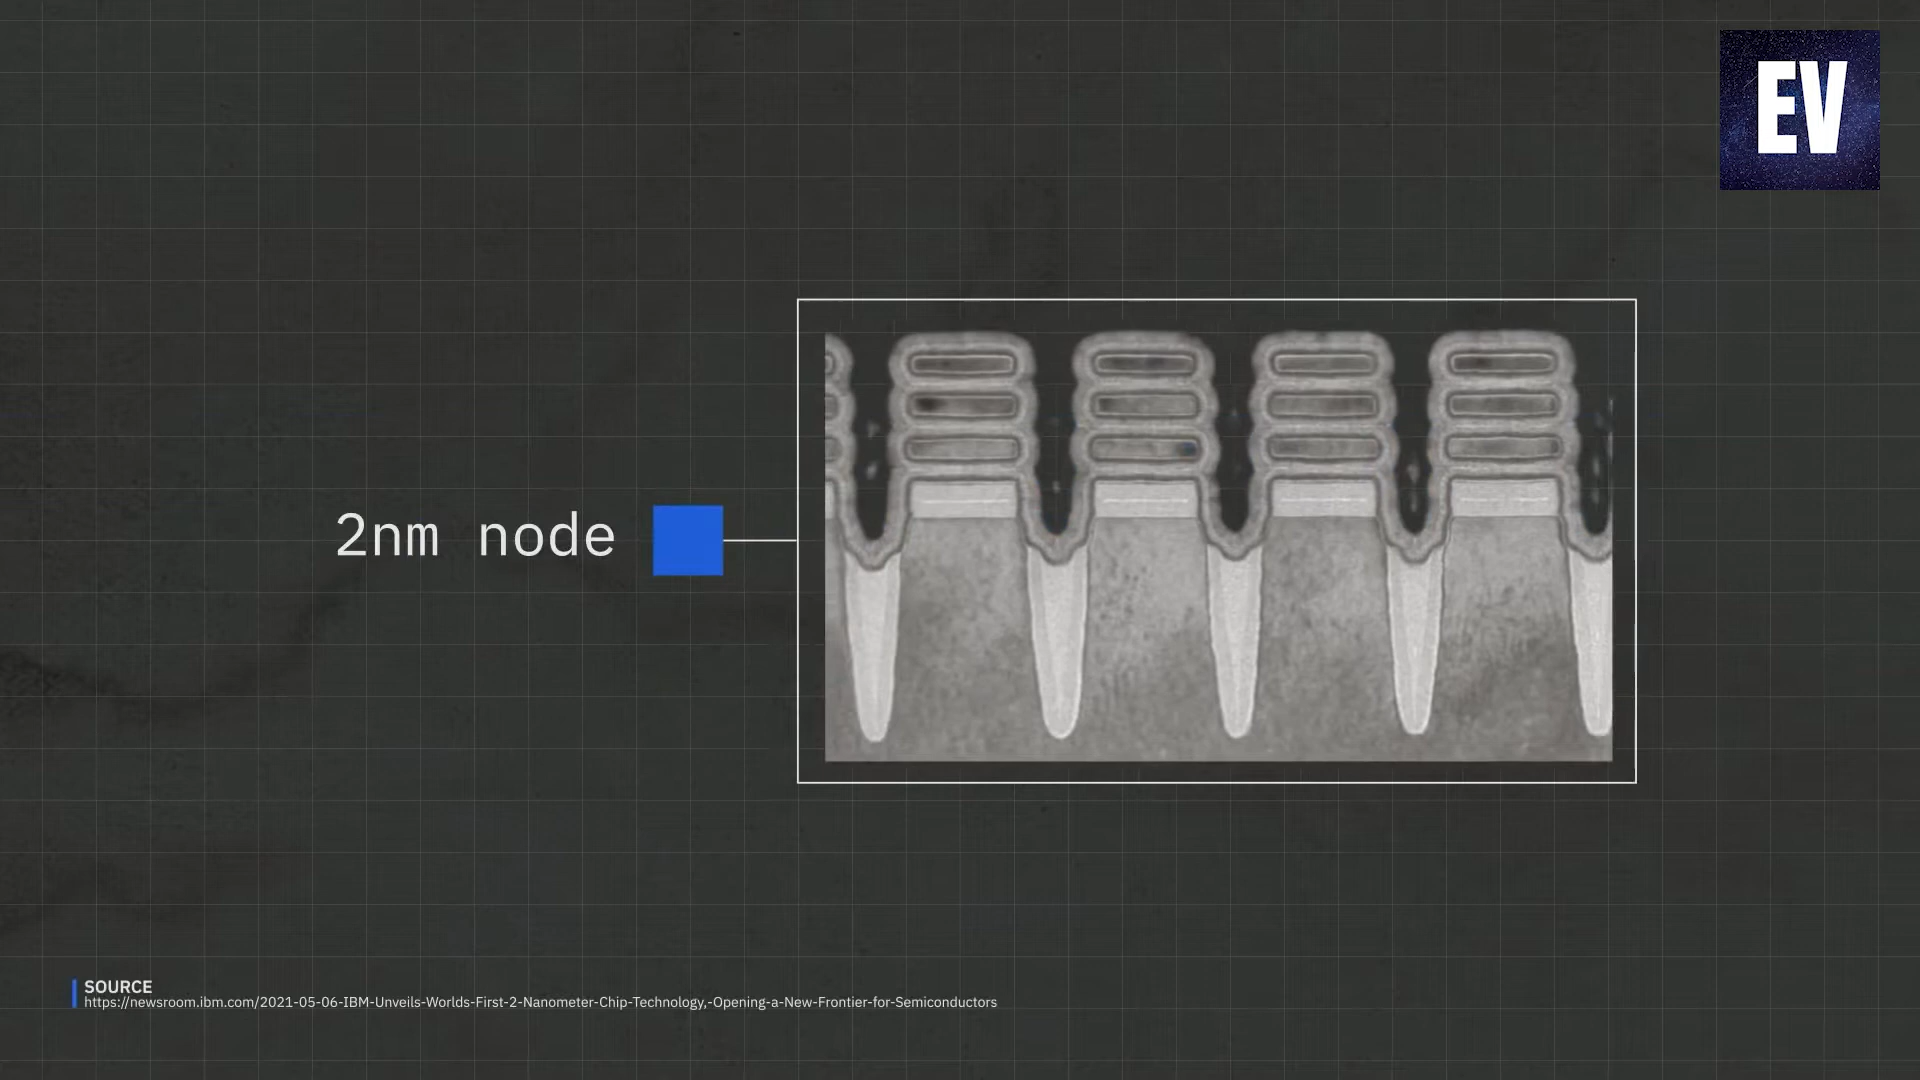 EV
2nm node
SOURCE
https://newsroom.ibm.com/2021-05-06-IBM-Unveils-Worlds-First-2-Nanometer-Chip-Technology,-Opening-a-New-Frontier-for-Semiconductors